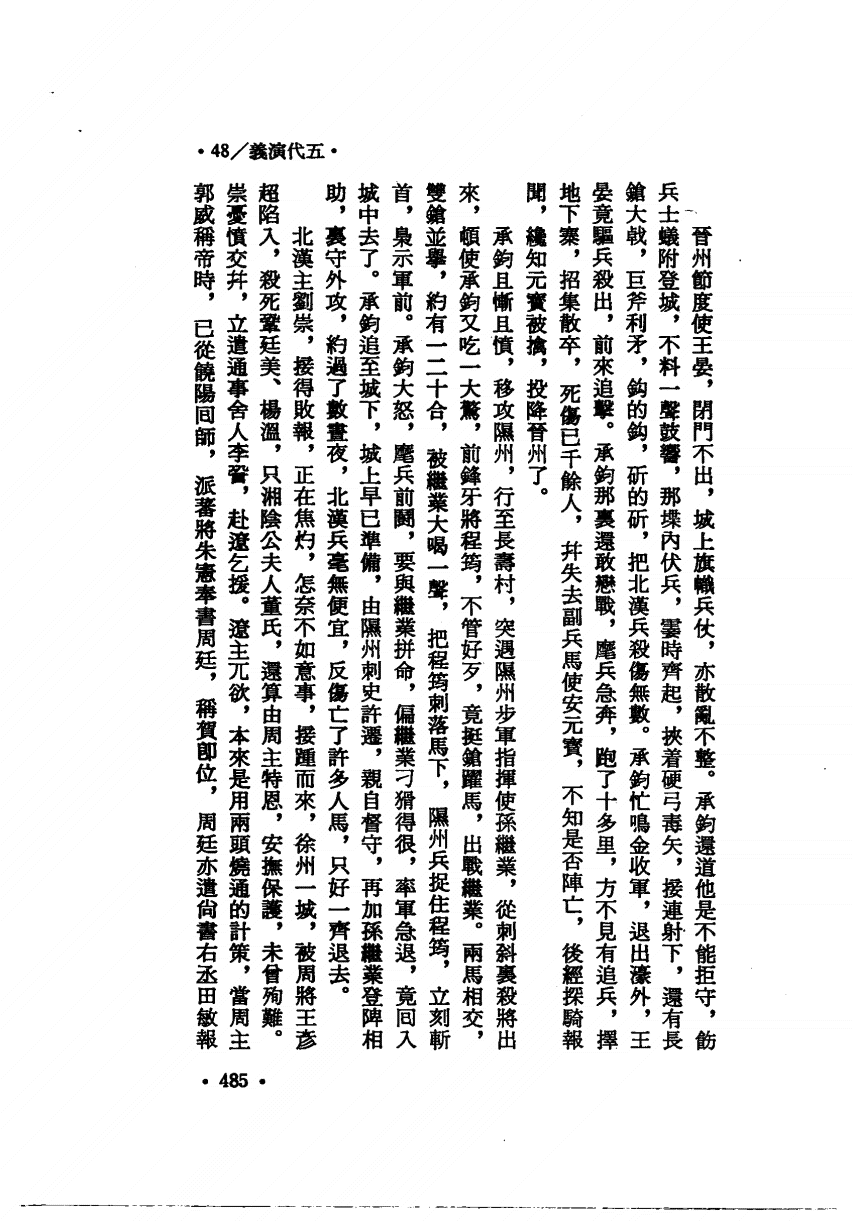 ・48／義演代五・
晉州節度使王晏，閉門不出，城上旗幟兵仗，亦散亂不整。承鈞還道他是不能拒守，飭
兵士蟻附登城，不料一聲鼓響，那堞內伏兵，霎時齊起，挾着硬弓毒矢，接連射下，還有長
鎗大戟，巨斧利矛，鈎的鈎，斫的斫，把北漢兵殺傷無數。承鈞忙鳴金收軍，退出濠外，王
晏竟驅兵殺出，前來追擊。承鈞那裏還敢戀戰，麾兵急奔，跑了十多里，方不見有追兵，擇
地下寨，招集散卒，死傷已千餘人，幷失去副兵馬使安元寶，不知是否陣亡，後經探騎報
聞，纔知元寶被擒，投降晉州了。
承鈞且慚且憤，移攻隰州，行至長壽村，突遇隰州步軍指揮使孫繼業，從刺斜裏殺將出
來，頓使承鈞又吃一大驚，前鋒牙將程筠，不管好歹，竟挺鎗躍馬，出戰繼業。兩馬相交，
雙鎗並舉，約有一二十合，被繼業大喝一聲，把程筠刺落馬下，隰州兵捉住程筠，立刻斬
首，梟示軍前。承鈞大怒，麾兵前鬭，要與繼業拼命，偏繼業刁猾得很，率軍急退，竟囘入
城中去了。承鈞追至城下，城上早已準備，由隰州刺史許遷，親自督守，再加孫繼業登陴相
助，裏守外攻，約過了數晝夜，北漢兵毫無便宜，反傷亡了許多人馬，只好一齊退去。
北漢主劉崇，接得敗報，正在焦灼，怎奈不如意事，接踵而來，徐州一城，被周將王彥
超陷入，殺死鞏廷美、楊溫，只湘陰公夫人董氏，還算由周主特恩，安撫保護，未曾殉難。
崇憂憤交幷，立遣通事舍人李䛒，赴遼乞援。遼主兀欲，本來是用兩頭燒通的計策，當周主
郭威稱帝時，已從饒陽囘師，派蕃將朱憲奉書周廷，稱賀卽位，周廷亦遣尙書右丞田敏報
・485・